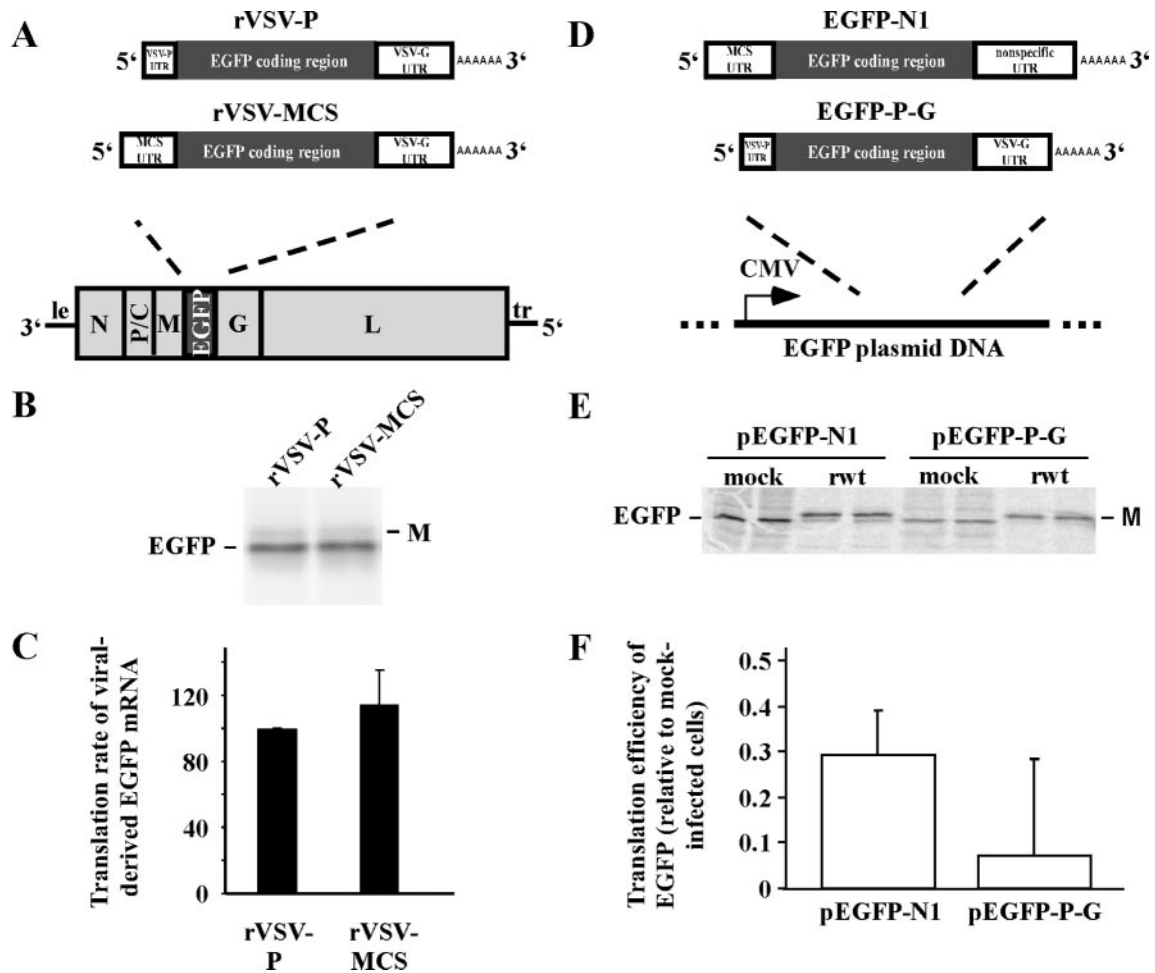 A
rVSV-P
5‘ VSV-P UTR EGFP coding region VSV-G UTR AAAAAA 3‘
rVSV-MCS
5‘ MCS UTR EGFP coding region VSV-G UTR AAAAAA 3‘
3‘ le N P/C M EGFP G L tr 5‘
B
rVSV-P
rVSV-MCS
EGFP – – M
C
Translation rate of viral-
derived EGFP mRNA
120
100
80
40
0
rVSV-
P
rVSV-
MCS
D
EGFP-N1
5‘ MCS UTR EGFP coding region nonspecific UTR AAAAAA 3‘
EGFP-P-G
5‘ VSV-P UTR EGFP coding region VSV-G UTR AAAAAA 3‘
CMV
EGFP plasmid DNA
E
pEGFP-N1 pEGFP-P-G
mock rwt mock rwt
EGFP – – M
F
Translation efficiency of
EGFP (relative to mock-
infected cells)
0.5
0.4
0.3
0.2
0.1
0
pEGFP-N1 pEGFP-P-G